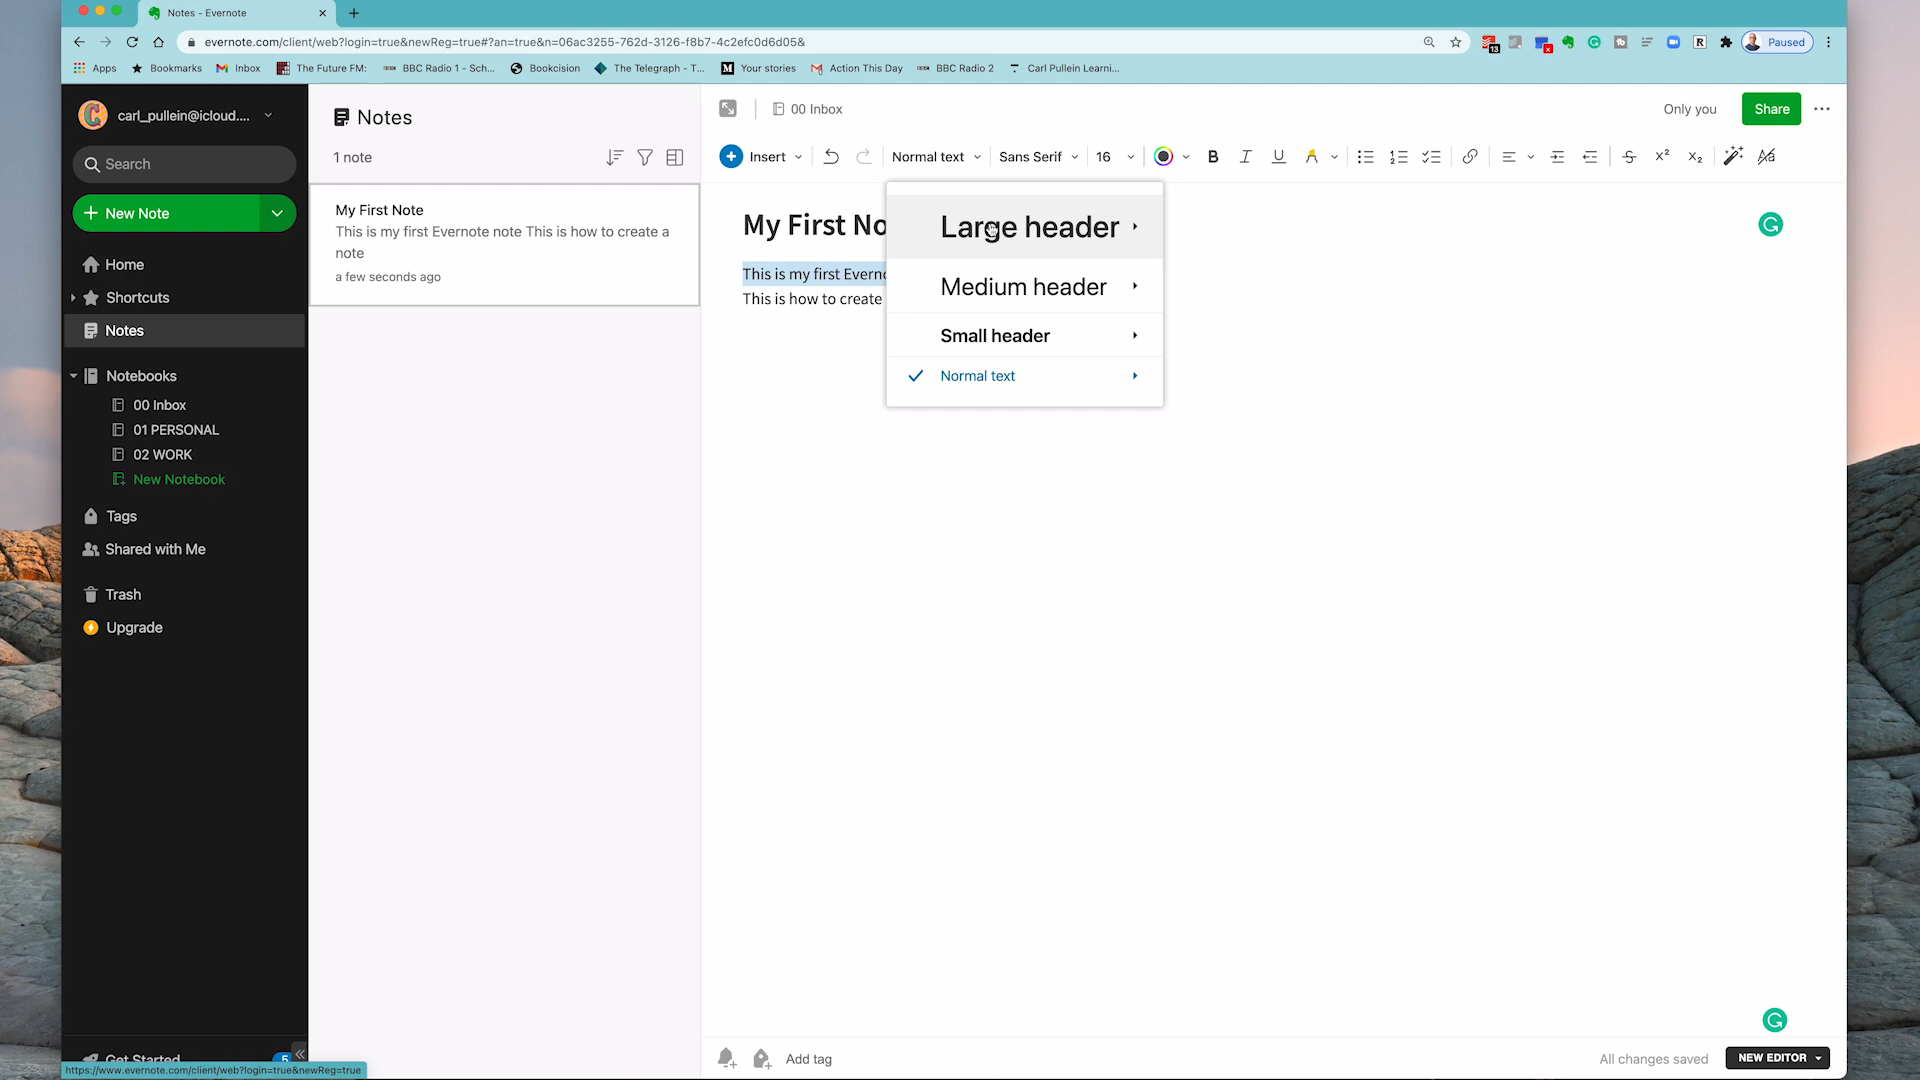 Notes - Evernote
evernote.com/client/web?login=true&newReg=true#?an=true&n=06ac3255-762d-3126-f8b7-4c2efc0d6d05&
13
Paused
Apps
Bookmarks
Inbox
The Future FM:
BBC Radio 1 - Sch...
Bookcision
The Telegraph - T...
Your stories
Action This Day
BBC Radio 2
Carl Pullein Learni...
carl_pullein@icloud....
Search
New Note
Home
Shortcuts
Notes
Notebooks
00 Inbox
01 PERSONAL
02 WORK
New Notebook
Tags
Shared with Me
Trash
Upgrade
Get Started
5
https://www.evernote.com/client/web?login=true&newReg=true
Notes
1 note
My First Note
This is my first Evernote note This is how to create a
note
a few seconds ago
00 Inbox
Only you
Share
Insert
Normal text
Sans Serif
16
My First No
This is my first Everno
This is how to create
Large header
Medium header
Small header
Normal text
Add tag
All changes saved
NEW EDITOR